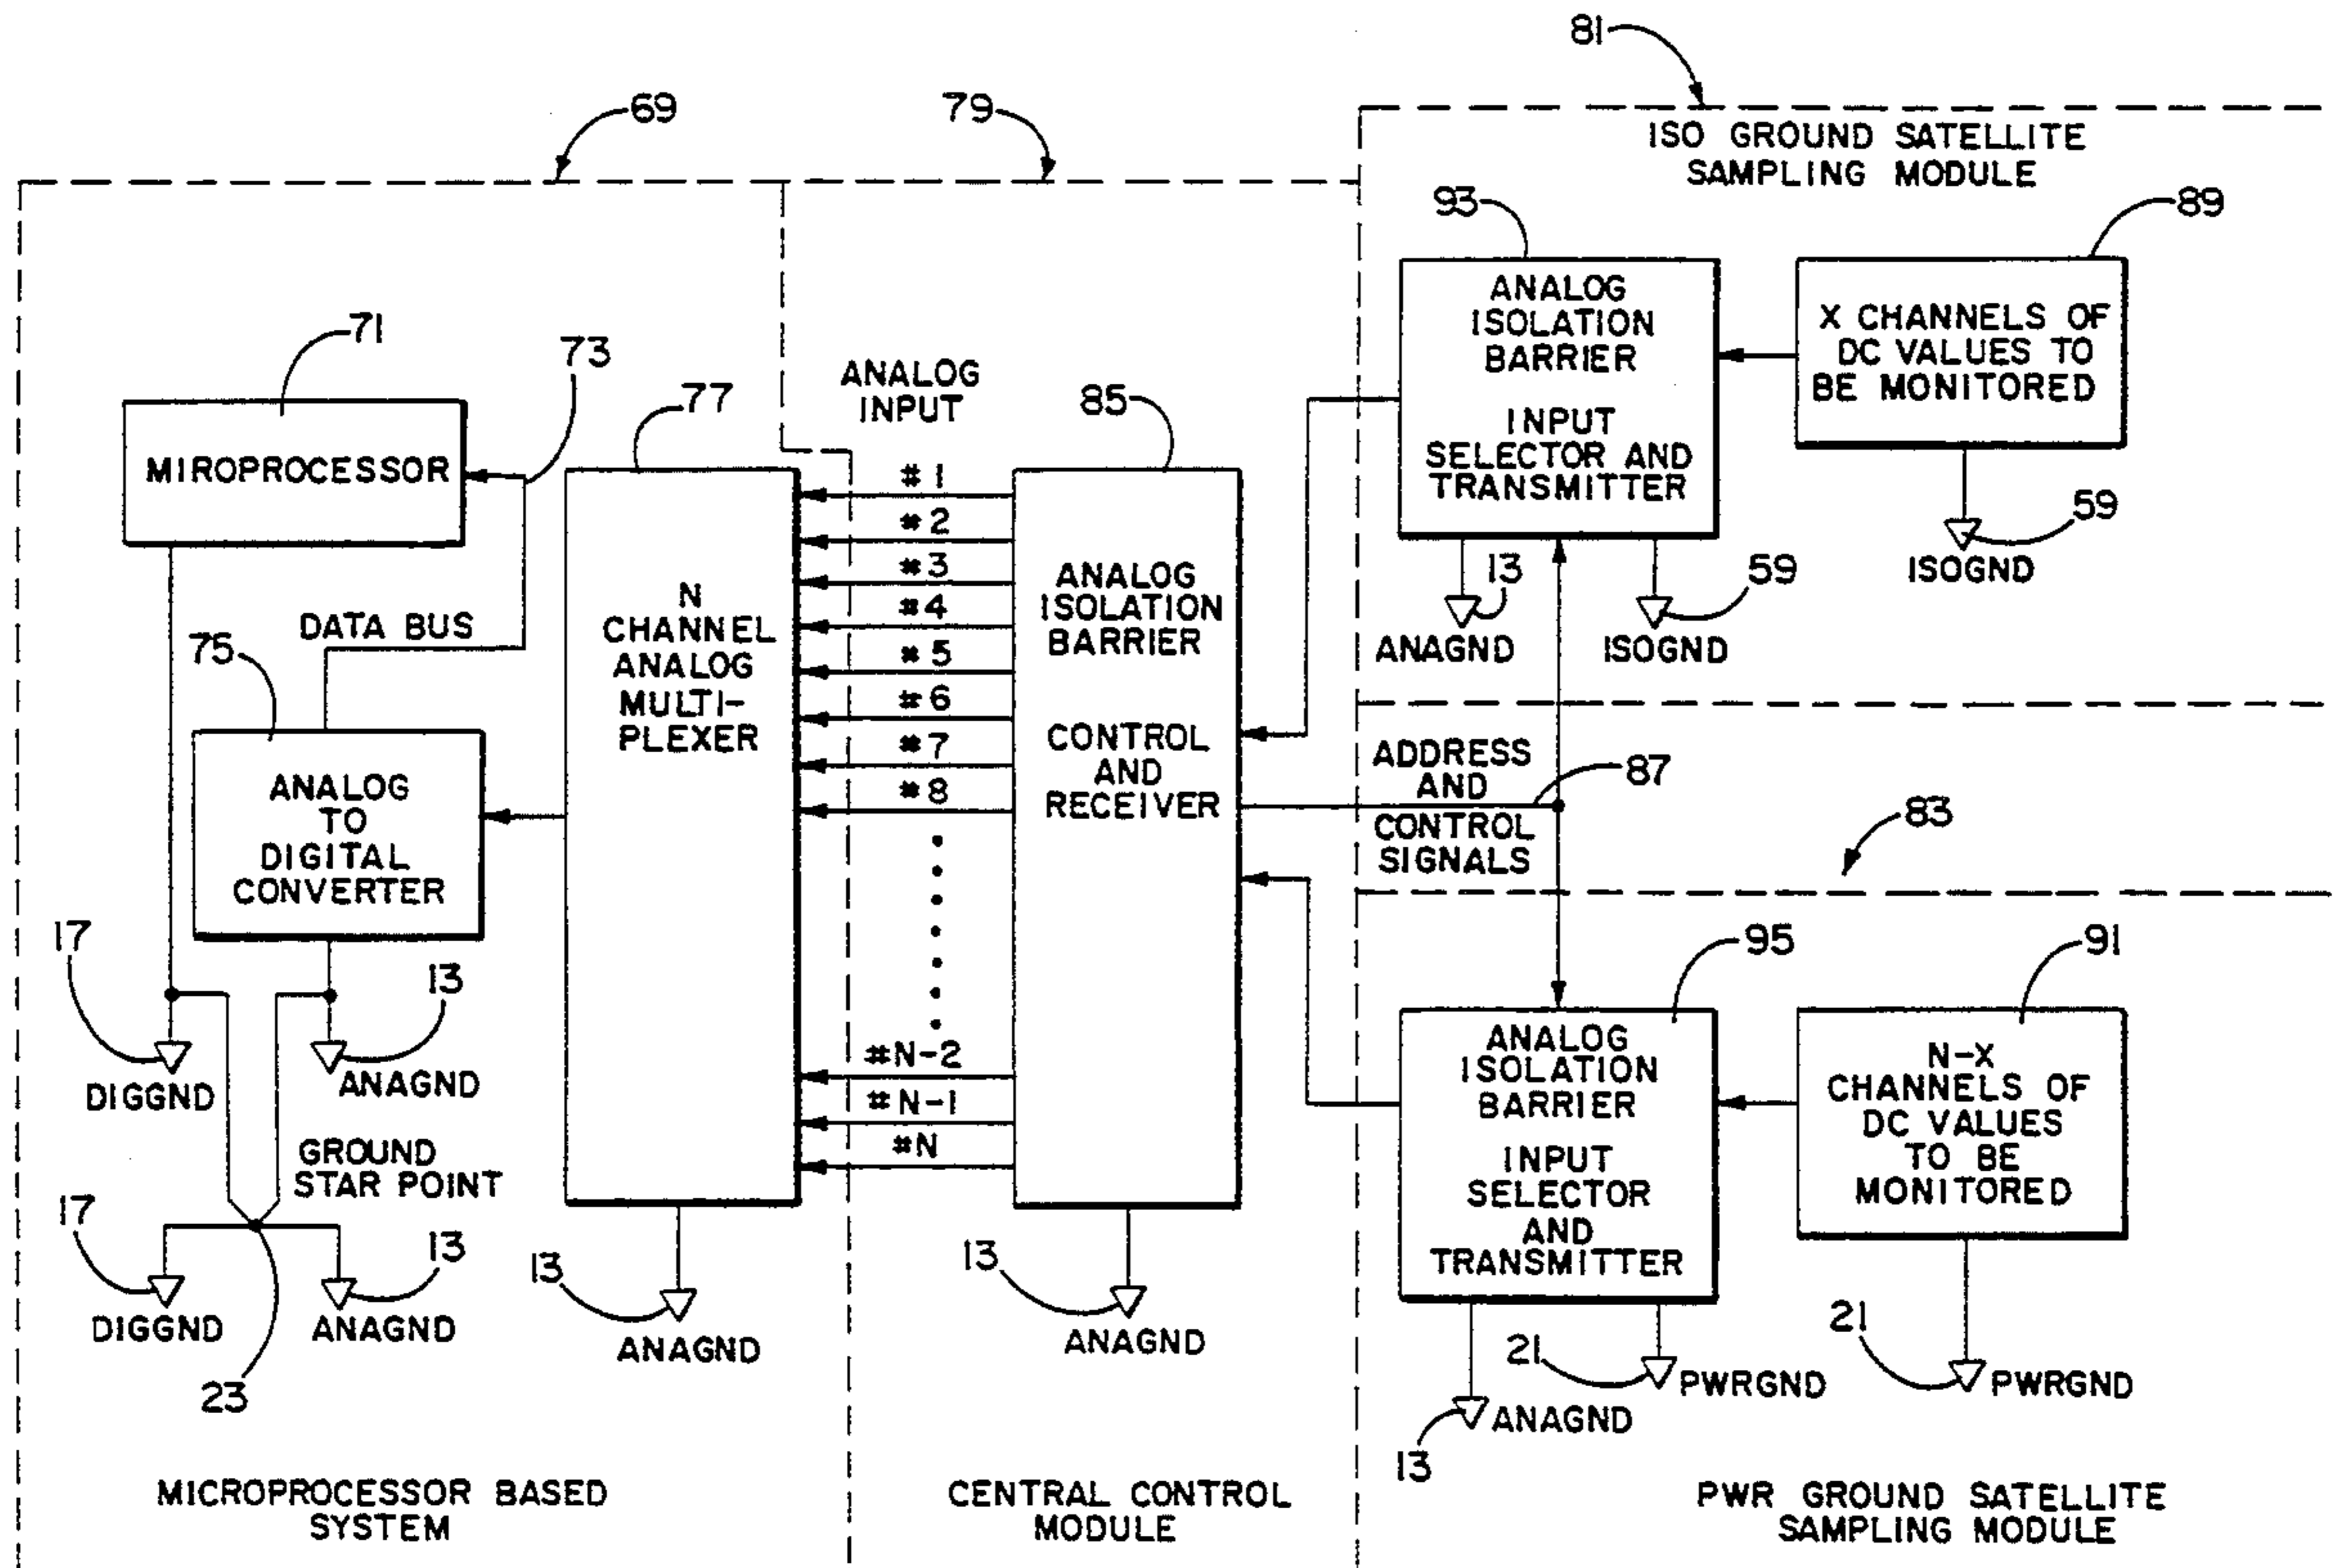 81
69
79
ISO GROUND SATELLITE
SAMPLING MODULE
93
89
ANALOG
ISOLATION
BARRIER
INPUT
SELECTOR AND
TRANSMITTER
X CHANNELS OF
DC VALUES TO
BE MONITORED
71
73
MIROPROCESSOR
77
ANALOG
INPUT
85
59
ISOGND
13
ANAGND
59
ISOGND
DATA BUS
75
ANALOG
TO
DIGITAL
CONVERTER
N
CHANNEL
ANALOG
MULTI-
PLEXER
#1
#2
#3
#4
#5
#6
#7
#8
#N-2
#N-1
#N
ANALOG
ISOLATION
BARRIER
CONTROL
AND
RECEIVER
ADDRESS
AND
CONTROL
SIGNALS
87
83
95
91
ANALOG
ISOLATION
BARRIER
INPUT
SELECTOR
AND
TRANSMITTER
N-X
CHANNELS OF
DC VALUES
TO BE
MONITORED
17
DIGGND
13
ANAGND
GROUND
STAR POINT
17
DIGGND
13
ANAGND
23
13
ANAGND
13
ANAGND
21
PWRGND
21
PWRGND
13
ANAGND
MICROPROCESSOR BASED
SYSTEM
CENTRAL CONTROL
MODULE
PWR GROUND SATELLITE
SAMPLING MODULE